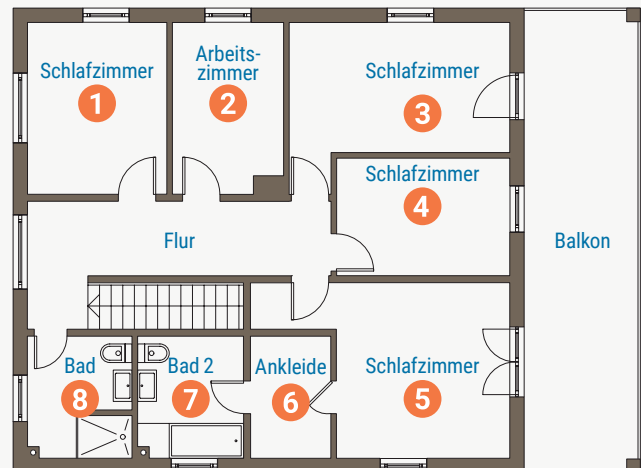 Schlafzimmer
1
Arbeits-
zimmer
2
Schlafzimmer
3
Schlafzimmer
4
Flur
Balkon
Bad
8
Bad 2
7
Ankleide
6
Schlafzimmer
5